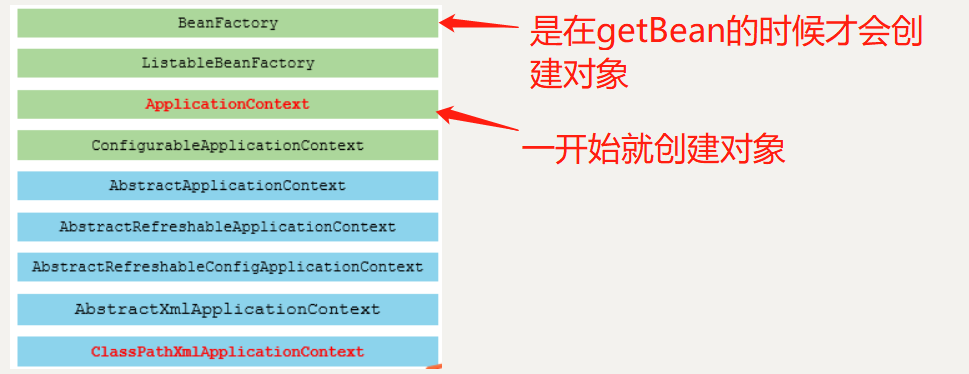 BeanFactory
ListableBeanFactory
ApplicationContext
ConfigurableApplicationContext
AbstractApplicationContext
AbstractRefreshableApplicationContext
AbstractRefreshableConfigApplicationContext
AbstractXmlApplicationContext
ClassPathXmlApplicationContext
是在getBean的时候才会创
建对象
一开始就创建对象